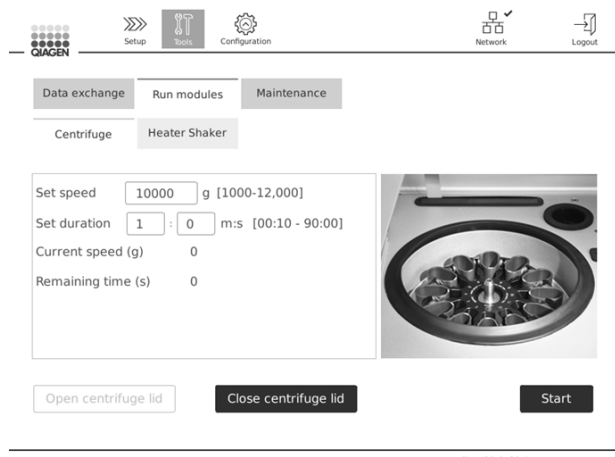 QIAGEN
Setup
Tools
Configuration
Network
Logout
Data exchange
Run modules
Maintenance
Centrifuge
Heater Shaker
Set speed 10000 g [1000-12,000]
Set duration 1 : 0 m:s [00:10 - 90:00]
Current speed (g) 0
Remaining time (s) 0
Open centrifuge lid
Close centrifuge lid
Start